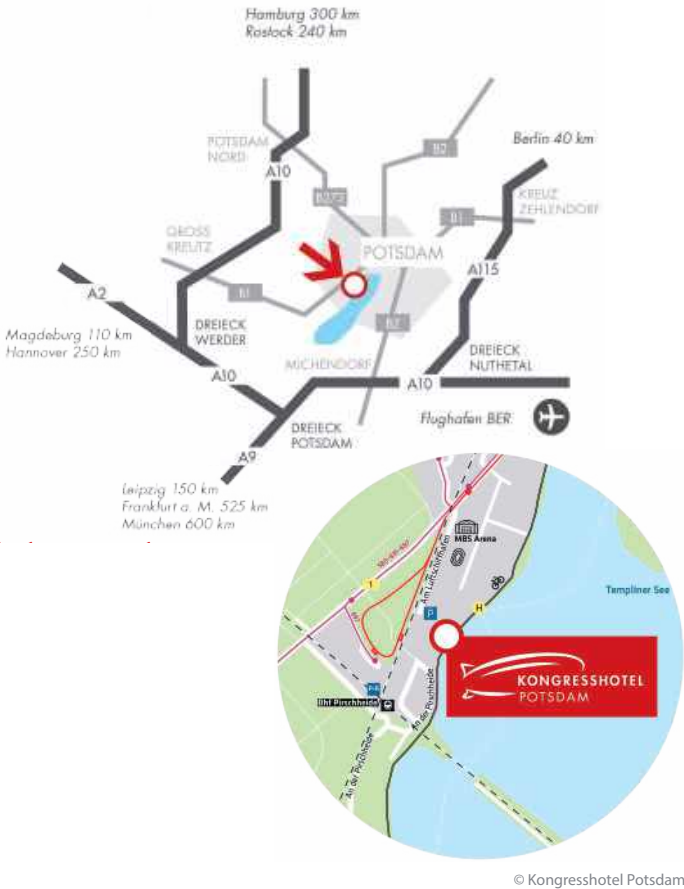 Hamburg 300 km
Rostock 240 km
POTSDAM
NORD
A10
B2
Berlin 40 km
B273
KREUZ
ZEHLENDORF
B1
GROSS
KREUTZ
POTSDAM
A115
A2
B1
B2
DREIECK
WERDER
Magdeburg 110 km
Hannover 250 km
DREIECK
NUTHETAL
MICHENDORF
A10
A10
Flughafen BER
DREIECK
POTSDAM
A9
Leipzig 150 km
Frankfurt a. M. 525 km
München 600 km
MBS Arena
Am Luftschiffhafen
1
Templiner See
P
H
KONGRESSHOTEL
POTSDAM
P+R
Bhf Pirschheide
An der Pirschheide
An der Pirschheide
© Kongresshotel Potsdam